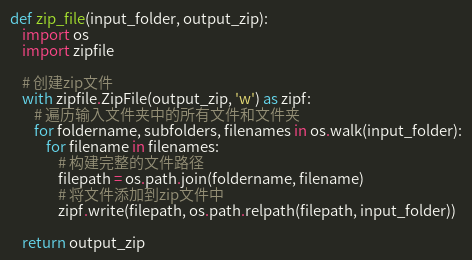 def zip_file(input_folder, output_zip):
    import os
    import zipfile

    # 创建zip文件
    with zipfile.ZipFile(output_zip, 'w') as zipf:
        # 遍历输入文件夹中的所有文件和文件夹
        for foldername, subfolders, filenames in os.walk(input_folder):
            for filename in filenames:
                # 构建完整的文件路径
                filepath = os.path.join(foldername, filename)
                # 将文件添加到zip文件中
                zipf.write(filepath, os.path.relpath(filepath, input_folder))

    return output_zip